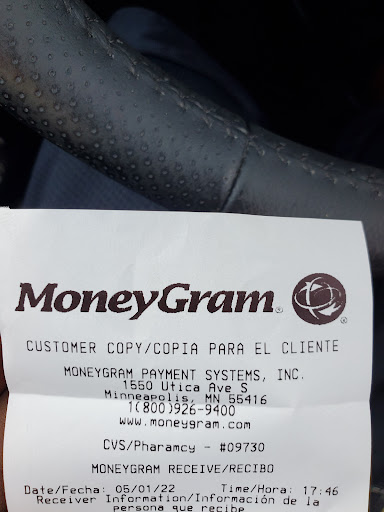 MoneyGram®
CUSTOMER COPY/COPIA PARA EL CLIENTE
MONEYGRAM PAYMENT SYSTEMS, INC.
1550 Utica Ave S
Minneapolis, MN 55416
1(800)926-9400
www.moneygram.com
CVS/Pharamcy - #09730
MONEYGRAM RECEIVE/RECIBO
Date/Fecha: 05/01/22 Time/Hora: 17:46
Receiver Information/Información de la
persona que recibe